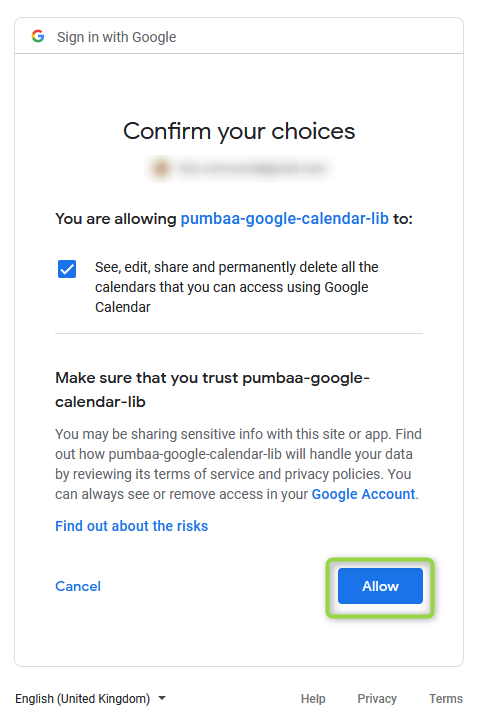 Sign in with Google
Confirm your choices
You are allowing pumbaa-google-calendar-lib to:
See, edit, share and permanently delete all the
calendars that you can access using Google
Calendar
Make sure that you trust pumbaa-google-
calendar-lib
You may be sharing sensitive info with this site or app. Find
out how pumbaa-google-calendar-lib will handle your data
by reviewing its terms of service and privacy policies. You
can always see or remove access in your Google Account.
Find out about the risks
Cancel Allow
English (United Kingdom) Help Privacy Terms